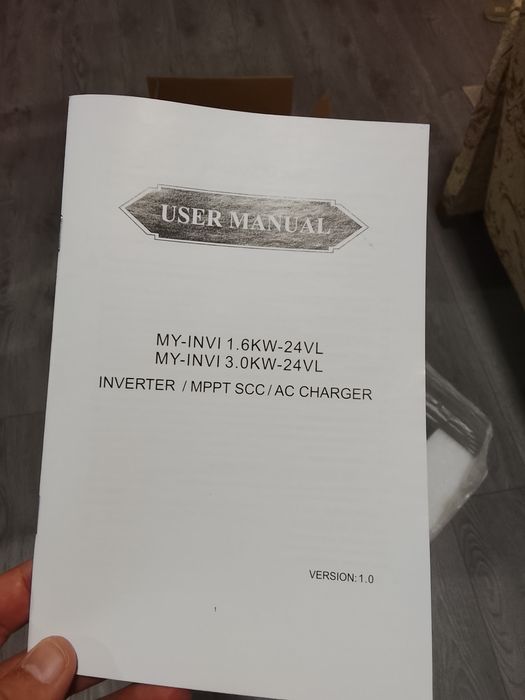 USER MANUAL
MY-INVI 1.6KW-24VL
MY-INVI 3.0KW-24VL
INVERTER / MPPT SCC / AC CHARGER
VERSION: 1.0
1